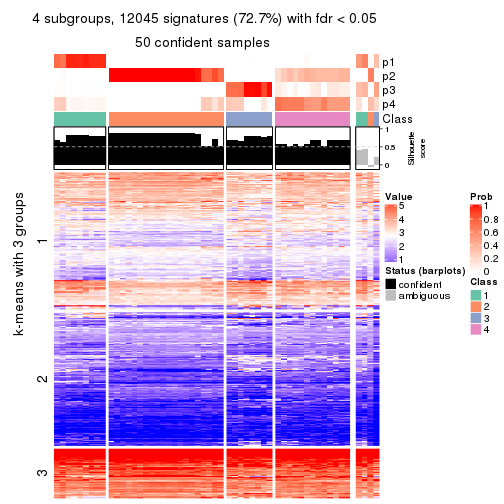 4 subgroups, 12045 signatures (72.7%) with fdr < 0.05
50 confident samples
p1
p2
p3
p4
Class
1
0.5
0
Silhouette
score
k-means with 3 groups
1
2
3
Value
5
4
3
2
1
Status (barplots)
confident
ambiguous
Prob
1
0.8
0.6
0.4
0.2
0
Class
1
2
3
4